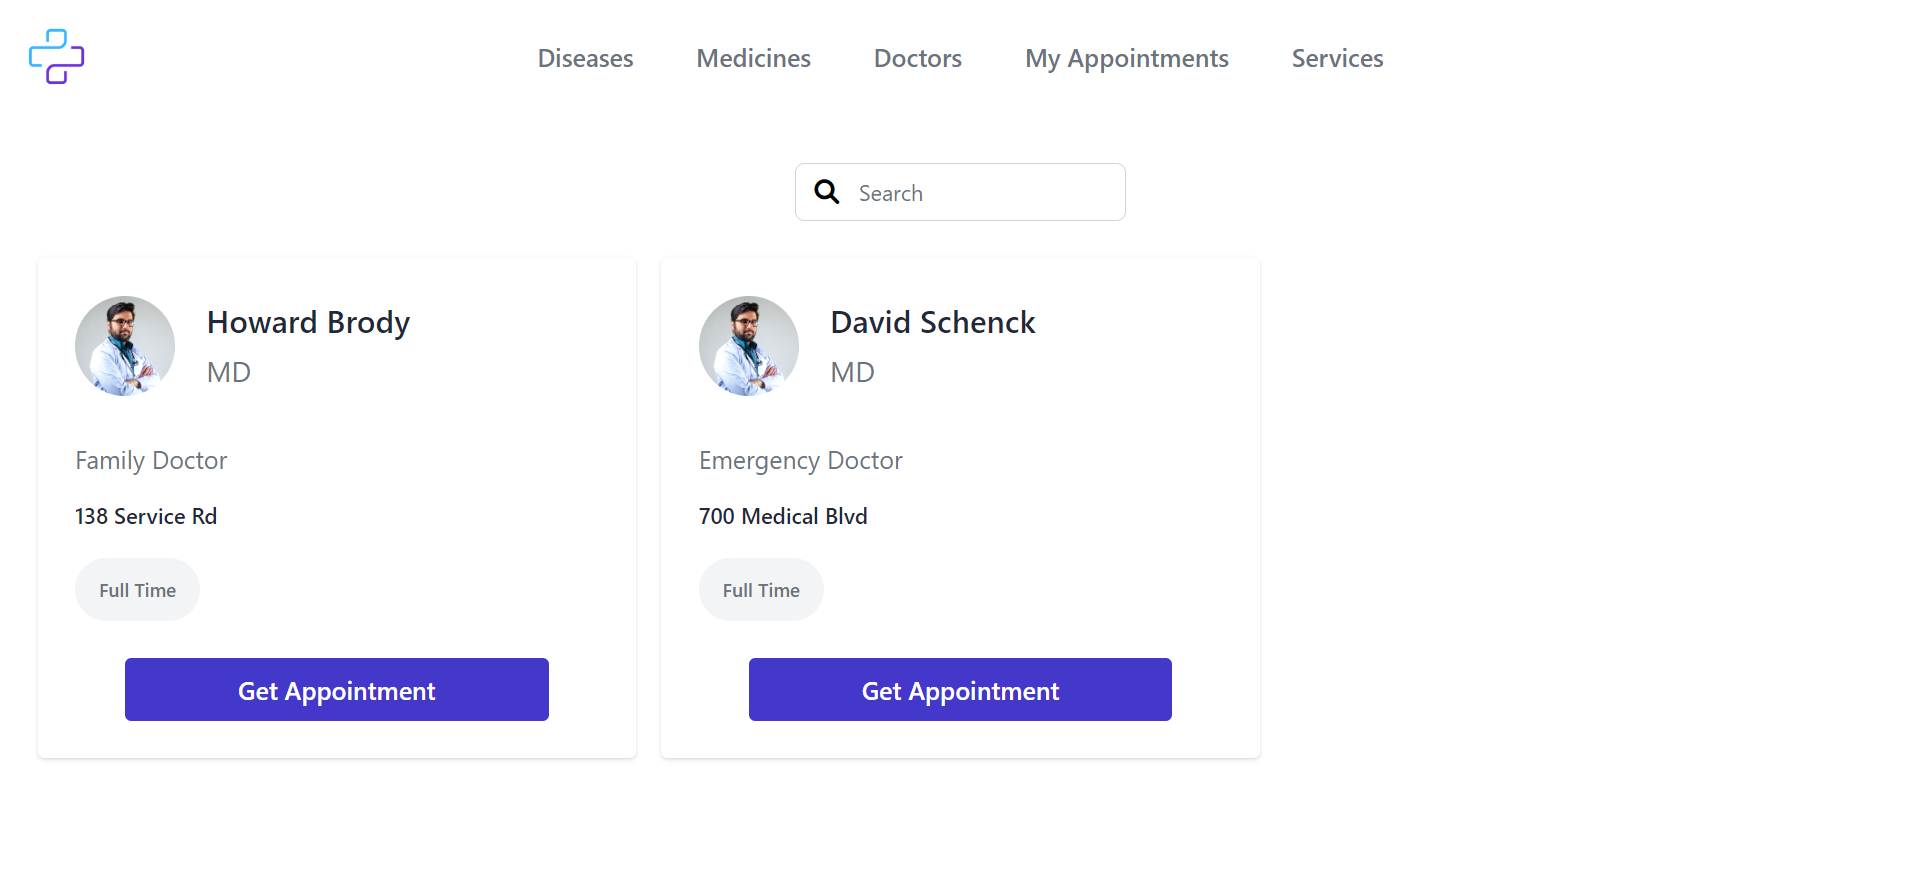 Diseases Medicines Doctors My Appointments Services
Search
Howard Brody
MD
Family Doctor
138 Service Rd
Full Time
Get Appointment
David Schenck
MD
Emergency Doctor
700 Medical Blvd
Full Time
Get Appointment